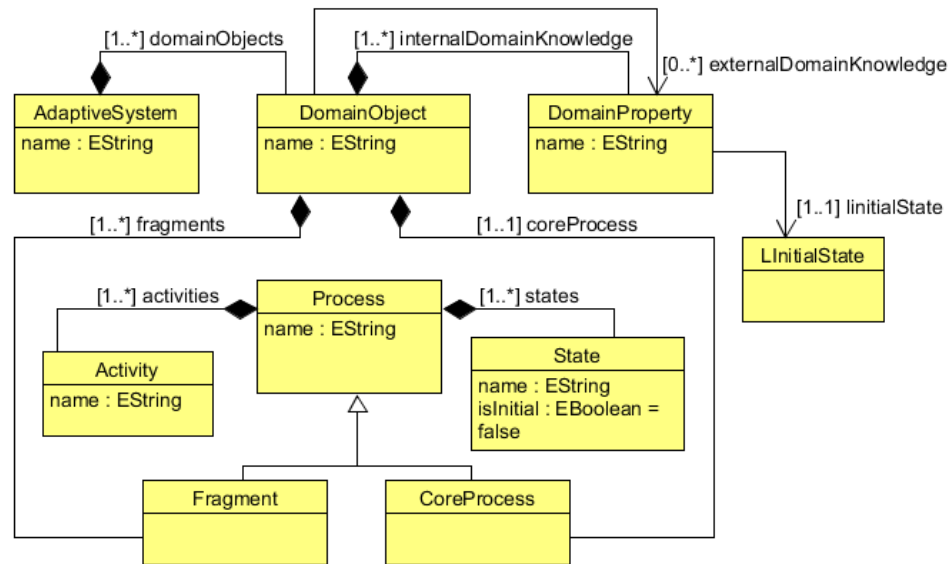 [1..*] domainObjects
[1..*] internalDomainKnowledge
[0..*] externalDomainKnowledge
AdaptiveSystem
name : EString
DomainObject
name : EString
DomainProperty
name : EString
[1..*] fragments
[1..1] coreProcess
[1..1] linitialState
LInitialState
[1..*] activities
Process
name : EString
[1..*] states
Activity
name : EString
State
name : EString
isInitial : EBoolean =
false
Fragment
CoreProcess